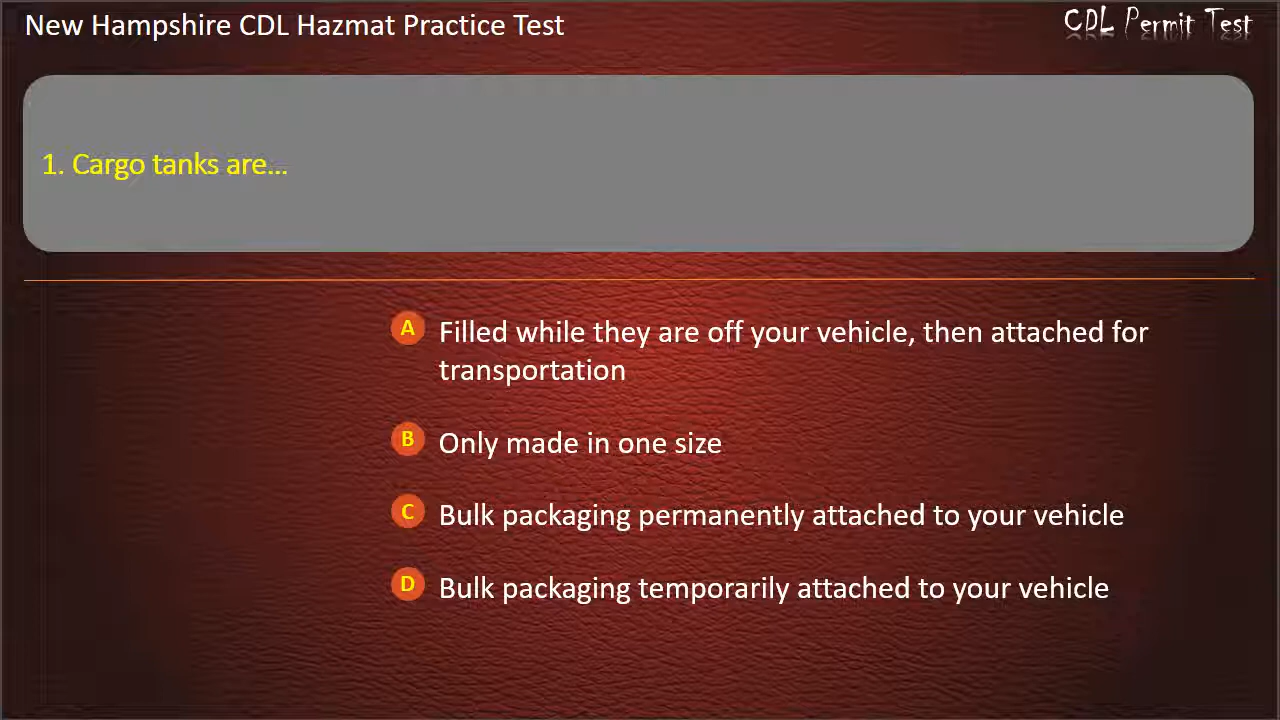 New Hampshire CDL Hazmat Practice Test
CDL Permit Test
1. Cargo tanks are...
A Filled while they are off your vehicle, then attached for
transportation
B Only made in one size
C Bulk packaging permanently attached to your vehicle
D Bulk packaging temporarily attached to your vehicle